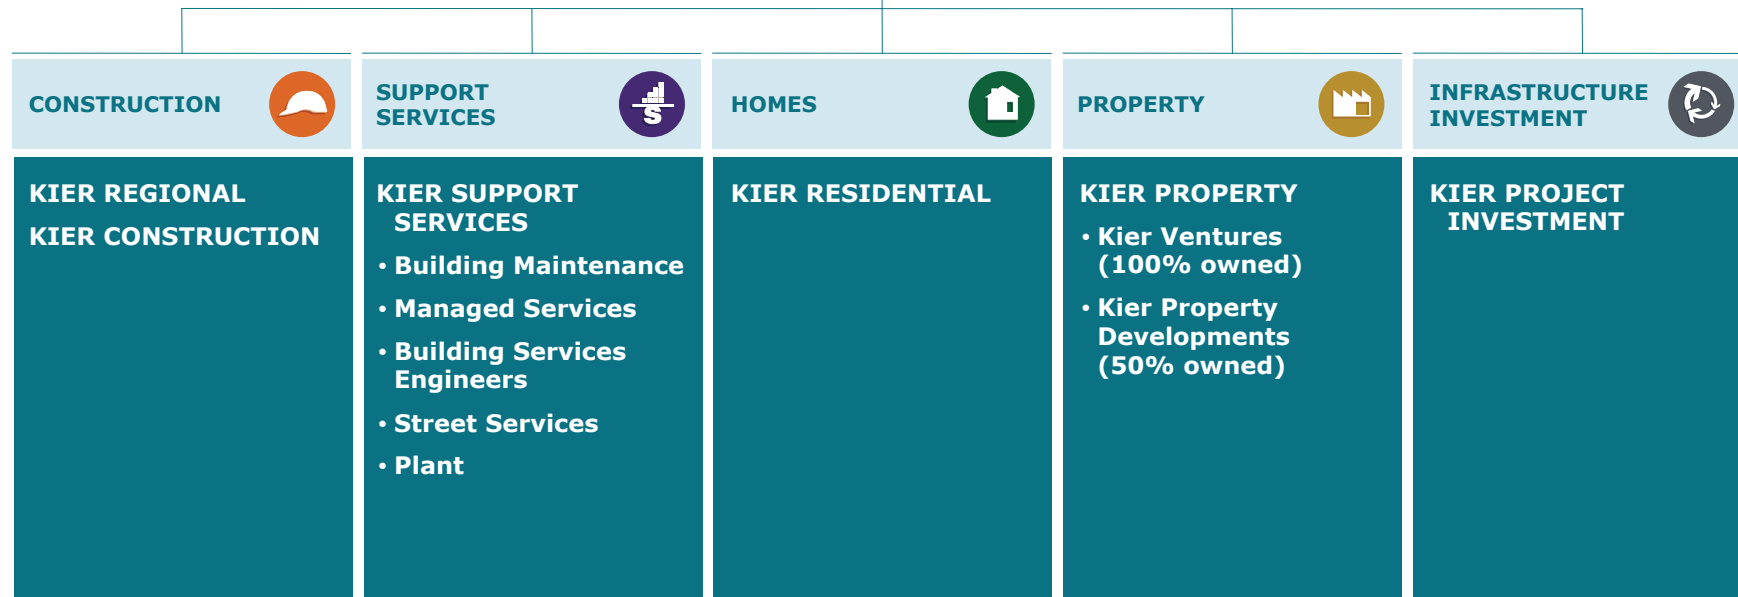 CONSTRUCTION
SUPPORT
SERVICES
HOMES
PROPERTY
INFRASTRUCTURE
INVESTMENT
KIER REGIONAL
KIER CONSTRUCTION
KIER SUPPORT
SERVICES
• Building Maintenance
• Managed Services
• Building Services
Engineers
• Street Services
• Plant
KIER RESIDENTIAL
KIER PROPERTY
• Kier Ventures
(100% owned)
• Kier Property
Developments
(50% owned)
KIER PROJECT
INVESTMENT